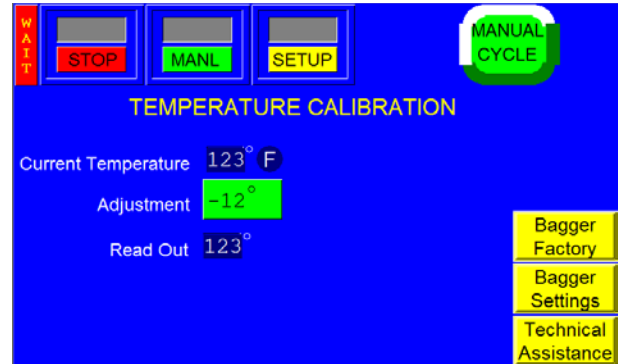 WAIT
STOP
MANL
SETUP
MANUAL
CYCLE
TEMPERATURE CALIBRATION
Current Temperature 123° F
Adjustment -12°
Read Out 123°
Bagger
Factory
Bagger
Settings
Technical
Assistance